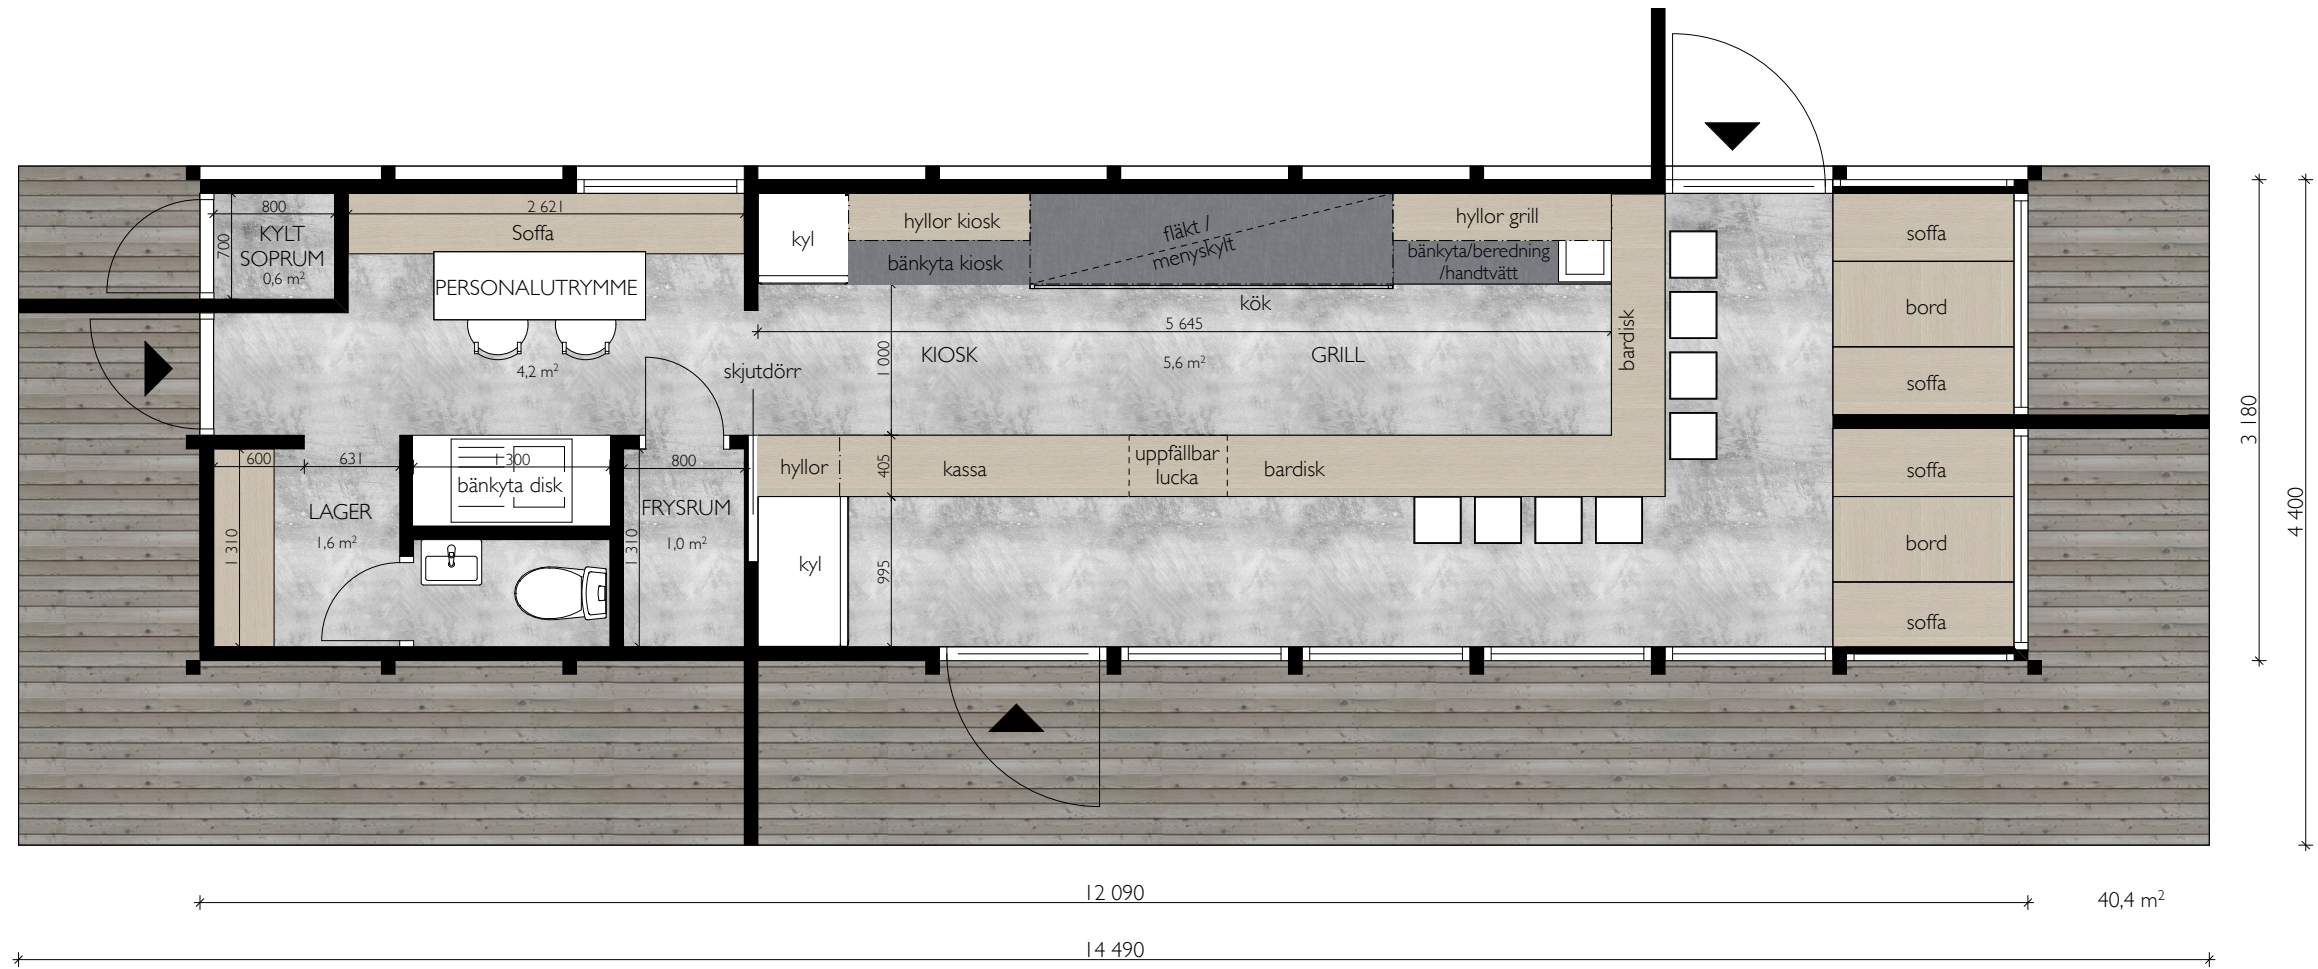 800
700
KYLT
SOPRUM
0,6 m²
2 621
Soffa
PERSONALUTRYMME
4,2 m²
kyl
hyllor kiosk
bänkyta kiosk
fläkt /
menyskylt
hyllor grill
bänkyta/beredning
/handtvätt
kök
5 645
1 000
KIOSK
5,6 m²
GRILL
bardisk
skjutdörr
soffa
bord
soffa
600
631
1 300
bänkyta disk
800
LAGER
1,6 m²
1 310
FRYSRUM
1,0 m²
1 310
hyllor
405
kassa
uppfällbar
lucka
bardisk
kyl
995
soffa
bord
soffa
3 180
4 400
12 090
40,4 m²
14 490